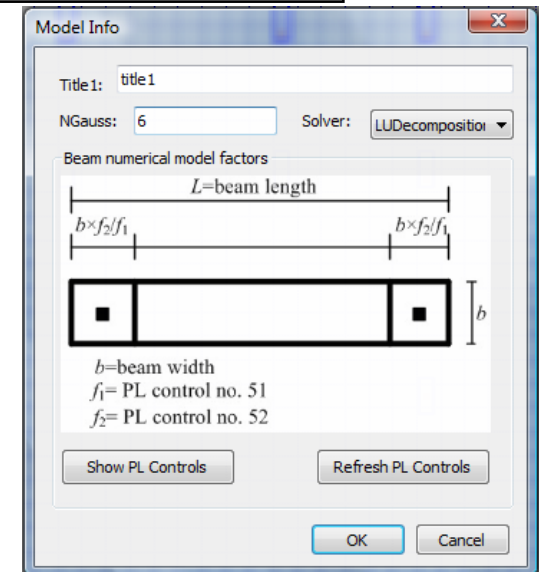 Model Info
Title1: title1
NGauss: 6 Solver: LUDecomposition
Beam numerical model factors
L=beam length
b×f2/f1 b×f2/f1
b
b=beam width
f1= PL control no. 51
f2= PL control no. 52
Show PL Controls Refresh PL Controls
OK Cancel